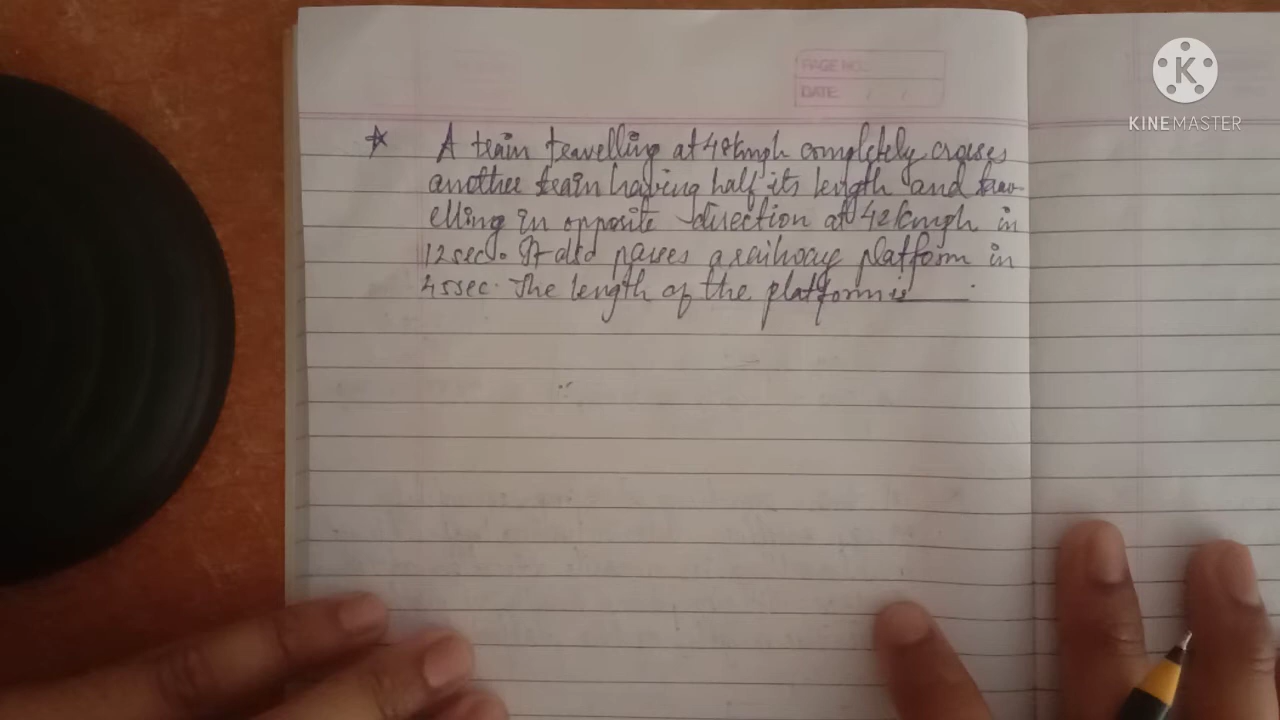 PAGE NO.:
DATE: / /
KINEMASTER
☆ A train travelling at 48kmph completely crosses
another train having half its length and trav-
elling in opposite direction at 42kmph in
12sec. It also passes a railway platform in
45sec. The length of the platform is ____.